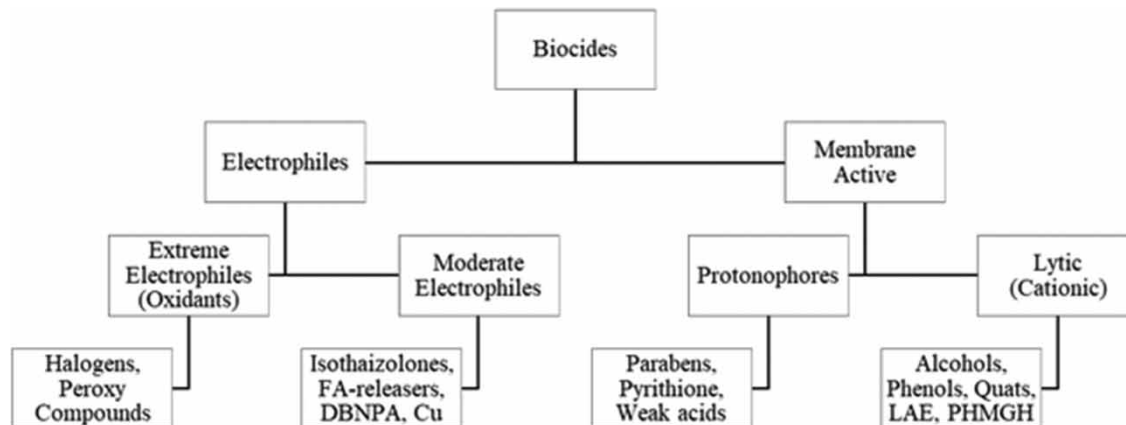 Biocides
Electrophiles
Membrane
Active
Extreme
Electrophiles
(Oxidants)
Moderate
Electrophiles
Protonophores
Lytic
(Cationic)
Halogens,
Peroxy
Compounds
Isothaizolones,
FA-releasers,
DBNPA, Cu
Parabens,
Pyrithione,
Weak acids
Alcohols,
Phenols, Quats,
LAE, PHMGH